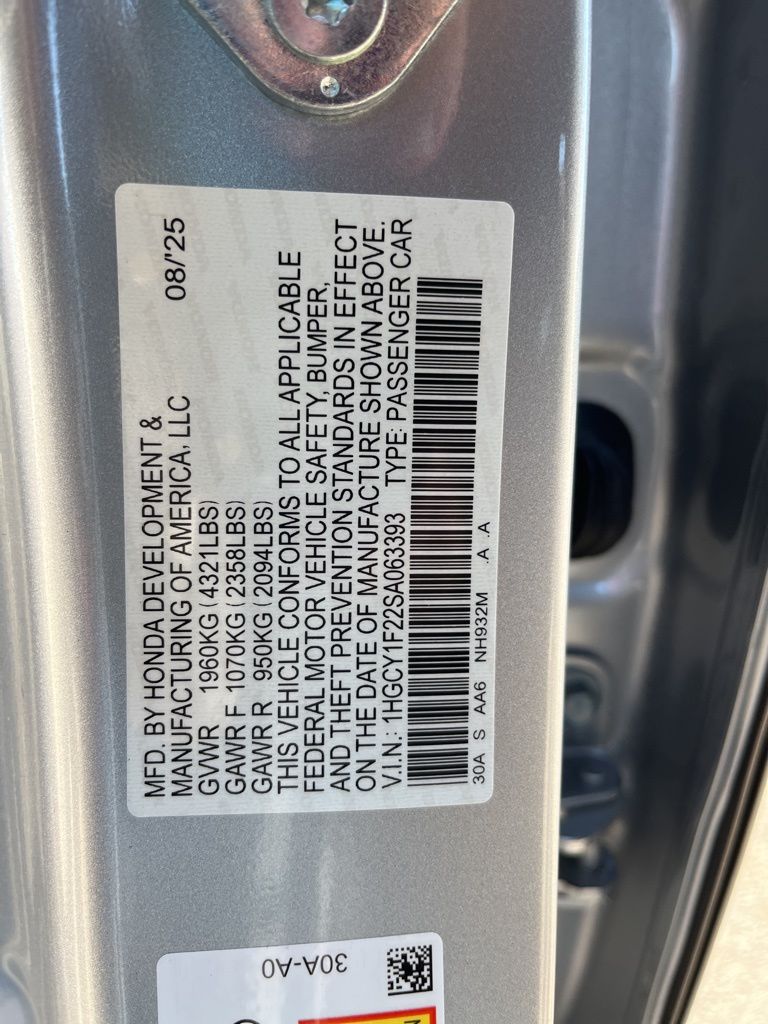 MFD. BY HONDA DEVELOPMENT &
MANUFACTURING OF AMERICA, LLC 08/'25
GVWR 1960KG(4321LBS)
GAWR F 1070KG(2358LBS)
GAWR R 950KG(2094LBS)
THIS VEHICLE CONFORMS TO ALL APPLICABLE
FEDERAL MOTOR VEHICLE SAFETY, BUMPER,
AND THEFT PREVENTION STANDARDS IN EFFECT
ON THE DATE OF MANUFACTURE SHOWN ABOVE.
V.I.N.: 1HGCY1F22SA063393 TYPE: PASSENGER CAR
30A S AA6 NH932M .A .A
30A-A0